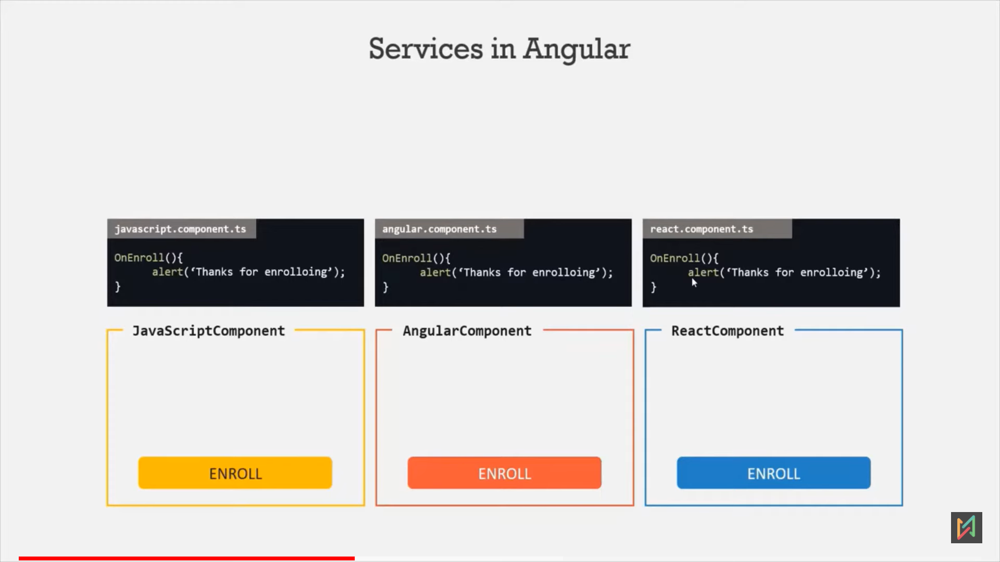 Services in Angular
javascript.component.ts
OnEnroll(){
alert(‘Thanks for enrolloing’);
}
angular.component.ts
OnEnroll(){
alert(‘Thanks for enrolloing’);
}
react.component.ts
OnEnroll(){
alert(‘Thanks for enrolloing’);
}
JavaScriptComponent
ENROLL
AngularComponent
ENROLL
ReactComponent
ENROLL